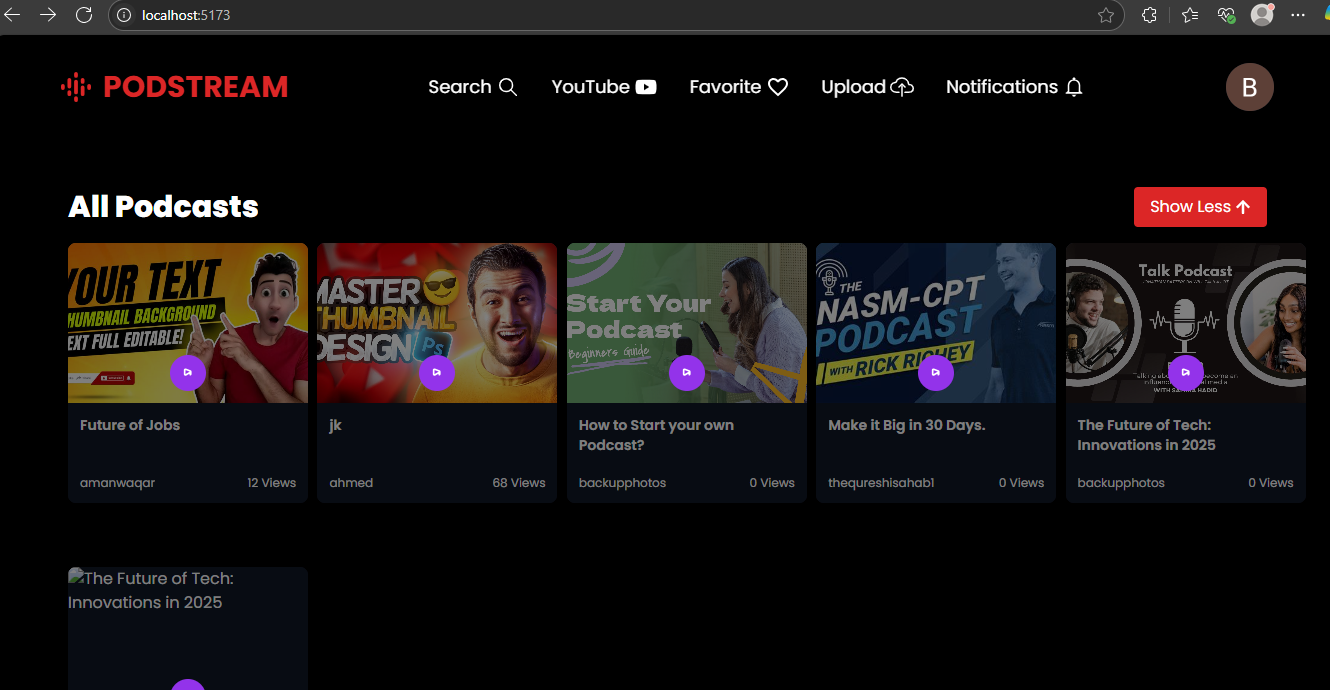 localhost:5173
PODSTREAM
Search
YouTube
Favorite
Upload
Notifications
B
All Podcasts
Show Less
YOUR TEXT
THUMBNAIL BACKGROUND
TEXT FULL EDITABLE!
MASTER
THUMBNAIL
DESIGN
Ps
Start Your
Podcast
Beginners Guide
THE
NASM-CPT
PODCAST
WITH RICK RICHEY
Talk Podcast
WITH
Future of Jobs
amanwaqar
12 Views
jk
ahmed
68 Views
How to Start your own
Podcast?
backupphotos
0 Views
Make it Big in 30 Days.
thequreshisahab1
0 Views
The Future of Tech:
Innovations in 2025
backupphotos
0 Views
The Future of Tech:
Innovations in 2025